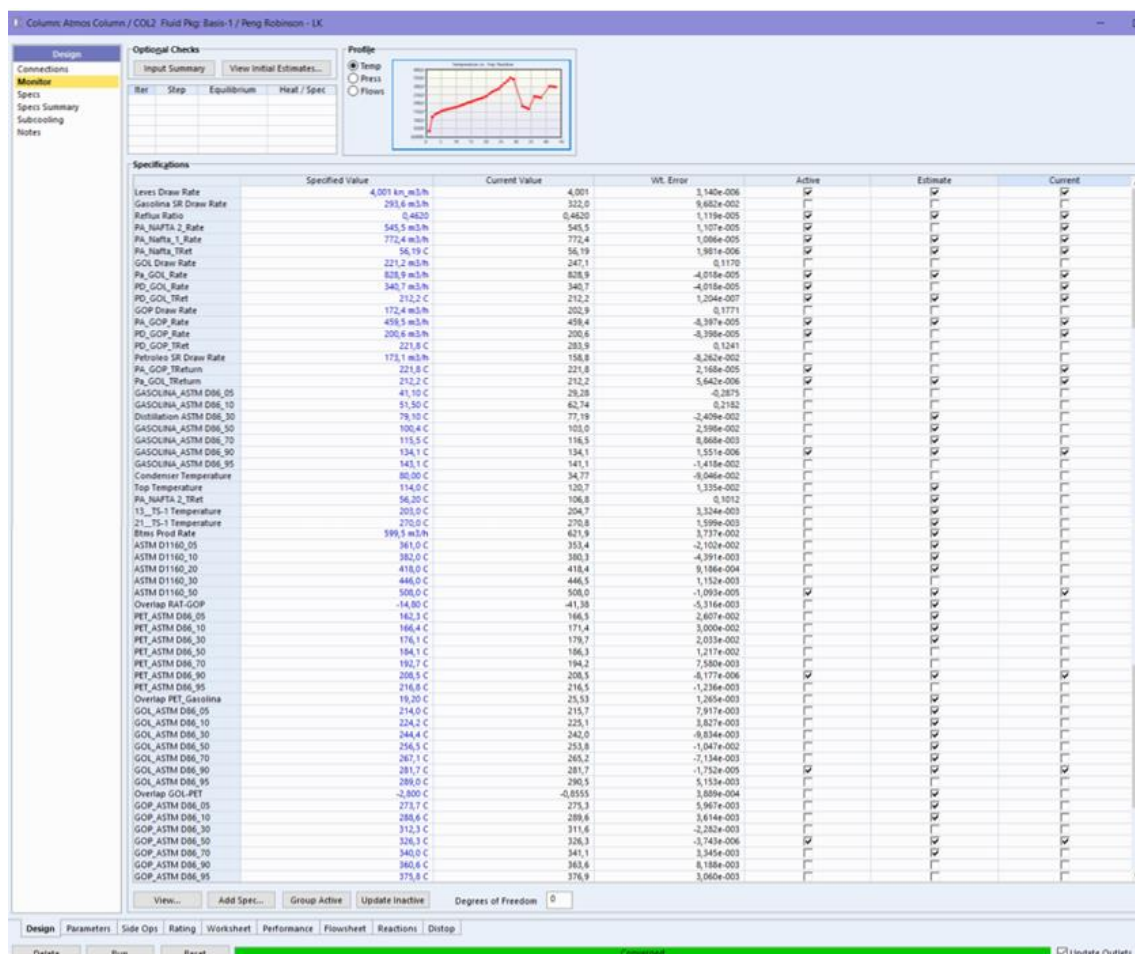 Column: Atmos Column / COL2 Fluid Pkg: Basis-1 / Peng Robinson - LK
Design
Connections
Monitor
Specs
Specs Summary
Subcooling
Notes
Optional Checks
Input Summary View Initial Estimates...
Iter Step Equilibrium Heat / Spec
Profile
Temp
Press
Flows
Specifications
Specified Value Current Value Wt. Error Active Estimate Current
Leves Draw Rate 4,001 kn_m3/h 4,001 3,140e-006
Gasolina SR Draw Rate 293,6 m3/h 322,0 9,682e-002
Reflux Ratio 0,4620 0,4620 1,119e-005
PA_NAFTA 2_Rate 545,5 m3/h 545,5 1,107e-005
PA_Nafta_1_Rate 772,4 m3/h 772,4 1,086e-005
PA_Nafta_TRet 56,19 C 56,19 1,981e-006
GOL Draw Rate 221,2 m3/h 247,1 0,1170
Pa_GOL_Rate 828,9 m3/h 828,9 -4,018e-005
PD_GOL_Rate 340,7 m3/h 340,7 -4,018e-005
PD_GOL_TRet 212,2 C 212,2 1,204e-007
GOP Draw Rate 172,4 m3/h 202,9 0,1771
PA_GOP_Rate 459,5 m3/h 459,4 -8,397e-005
PD_GOP_Rate 200,6 m3/h 200,6 -8,398e-005
PD_GOP_TRet 221,8 C 283,9 0,1241
Petroleo SR Draw Rate 173,1 m3/h 158,8 -8,262e-002
PA_GOP_TReturn 221,8 C 221,8 2,168e-005
Pa_GOL_TReturn 212,2 C 212,2 5,642e-006
GASOLINA_ASTM D86_05 41,10 C 29,28 -0,2875
GASOLINA_ASTM D86_10 51,50 C 62,74 0,2182
Distillation ASTM D86_30 79,10 C 77,19 -2,409e-002
GASOLINA_ASTM D86_50 100,4 C 103,0 2,598e-002
GASOLINA_ASTM D86_70 115,5 C 116,5 8,868e-003
GASOLINA_ASTM D86_90 134,1 C 134,1 1,551e-006
GASOLINA_ASTM D86_95 143,1 C 141,1 -1,418e-002
Condenser Temperature 80,00 C 34,77 -9,046e-002
Top Temperature 114,0 C 120,7 1,335e-002
PA_NAFTA 2_TRet 56,20 C 106,8 0,1012
13__TS-1 Temperature 203,0 C 204,7 3,324e-003
21__TS-1 Temperature 270,0 C 270,8 1,599e-003
Btms Prod Rate 599,5 m3/h 621,9 3,737e-002
ASTM D1160_05 361,0 C 353,4 -2,102e-002
ASTM D1160_10 382,0 C 380,3 -4,391e-003
ASTM D1160_20 418,0 C 418,4 9,186e-004
ASTM D1160_30 446,0 C 446,5 1,152e-003
ASTM D1160_50 508,0 C 508,0 -1,093e-005
Overlap RAT-GOP -14,80 C -41,38 -5,316e-003
PET_ASTM D86_05 162,3 C 166,5 2,607e-002
PET_ASTM D86_10 166,4 C 171,4 3,000e-002
PET_ASTM D86_30 176,1 C 179,7 2,033e-002
PET_ASTM D86_50 184,1 C 186,3 1,217e-002
PET_ASTM D86_70 192,7 C 194,2 7,580e-003
PET_ASTM D86_90 208,5 C 208,5 -8,177e-006
PET_ASTM D86_95 216,8 C 216,5 -1,236e-003
Overlap PET_Gasolina 19,20 C 25,53 1,265e-003
GOL_ASTM D86_05 214,0 C 215,7 7,917e-003
GOL_ASTM D86_10 224,2 C 225,1 3,827e-003
GOL_ASTM D86_30 244,4 C 242,0 -9,834e-003
GOL_ASTM D86_50 256,5 C 253,8 -1,047e-002
GOL_ASTM D86_70 267,1 C 265,2 -7,134e-003
GOL_ASTM D86_90 281,7 C 281,7 -1,752e-005
GOL_ASTM D86_95 289,0 C 290,5 5,153e-003
Overlap GOL-PET -2,800 C -0,8555 3,889e-004
GOP_ASTM D86_05 273,7 C 275,3 5,967e-003
GOP_ASTM D86_10 288,6 C 289,6 3,614e-003
GOP_ASTM D86_30 312,3 C 311,6 -2,282e-003
GOP_ASTM D86_50 326,3 C 326,3 -3,743e-006
GOP_ASTM D86_70 340,0 C 341,1 3,345e-003
GOP_ASTM D86_90 360,6 C 363,6 8,188e-003
GOP_ASTM D86_95 375,8 C 376,9 3,060e-003
View... Add Spec... Group Active Update Inactive Degrees of Freedom 0
Design Parameters Side Ops Rating Worksheet Performance Flowsheet Reactions Distop
Delete Run Reset Converged Update Outlets